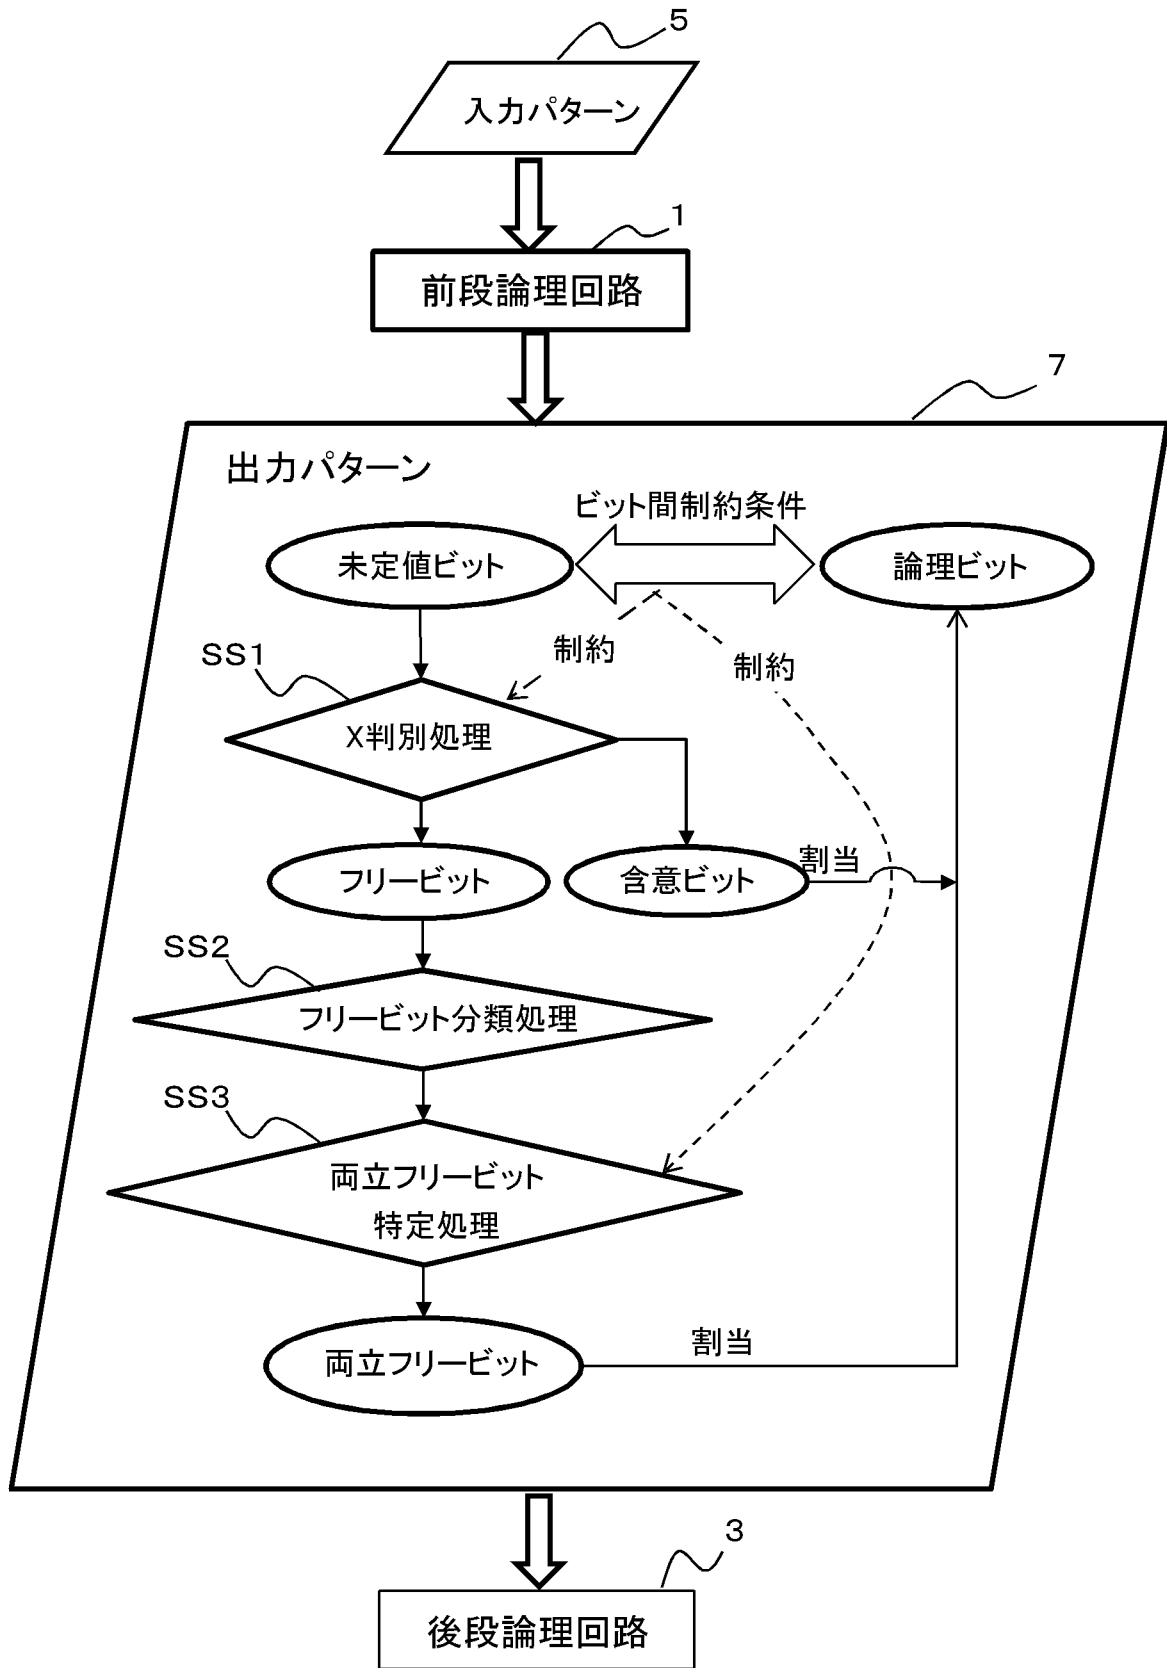 5
入力パターン
1
前段論理回路
7
出力パターン
ビット間制約条件
未定値ビット
論理ビット
制約
制約
SS1
X判別処理
割当
フリービット
含意ビット
SS2
フリービット分類処理
SS3
両立フリービット
特定処理
割当
両立フリービット
3
後段論理回路